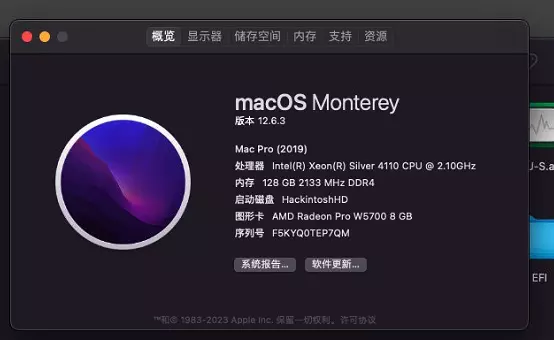 概览 显示器 储存空间 内存 支持 资源
macOS Monterey
版本 12.6.3
Mac Pro (2019)
处理器 Intel(R) Xeon(R) Silver 4110 CPU @ 2.10GHz
内存 128 GB 2133 MHz DDR4
启动磁盘 HackintoshHD
图形卡 AMD Radeon Pro W5700 8 GB
序列号 F5KYQ0TEP7QM
系统报告... 软件更新...
™和© 1983-2023 Apple Inc. 保留一切权利。许可协议
J-S.a
EFI